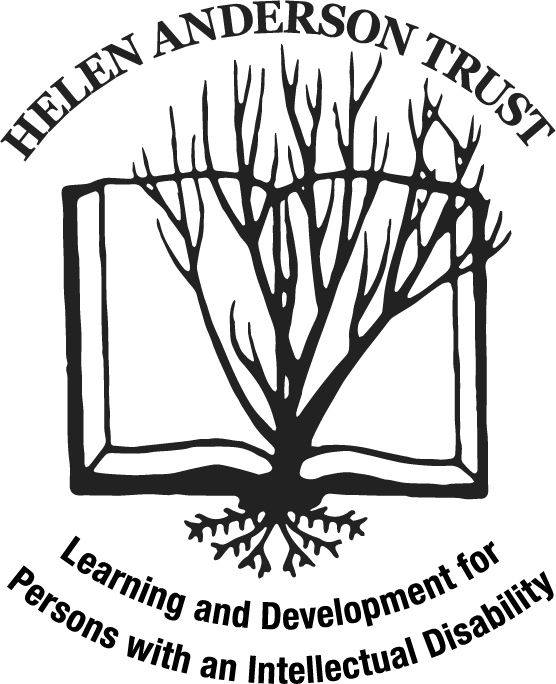 HELEN ANDERSON TRUST
Learning and Development for
Persons with an Intellectual Disability